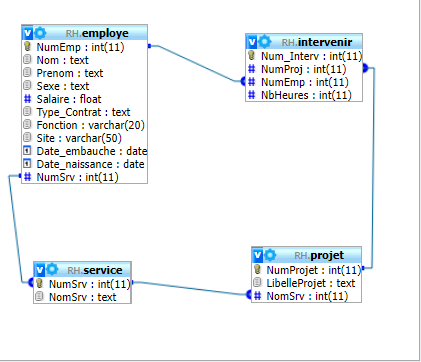 RH.employe
NumEmp : int(11)
Nom : text
Prenom : text
Sexe : text
Salaire : float
Type_Contrat : text
Fonction : varchar(20)
Site : varchar(50)
Date_embauche : date
Date_naissance : date
NumSrv : int(11)
RH.intervenir
Num_Interv : int(11)
NumProj : int(11)
NumEmp : int(11)
NbHeures : int(11)
RH.service
NumSrv : int(11)
NomSrv : text
RH.projet
NumProjet : int(11)
LibelleProjet : text
NomSrv : int(11)